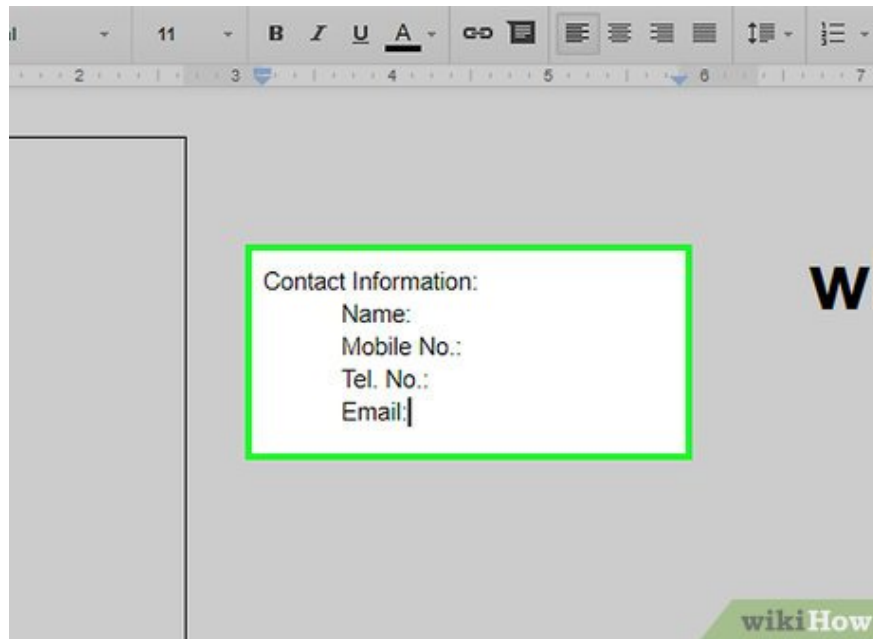 11 B I U A
2 3 4 5 6 7
Contact Information:
Name:
Mobile No.:
Tel. No.:
Email:
W
wikiHow